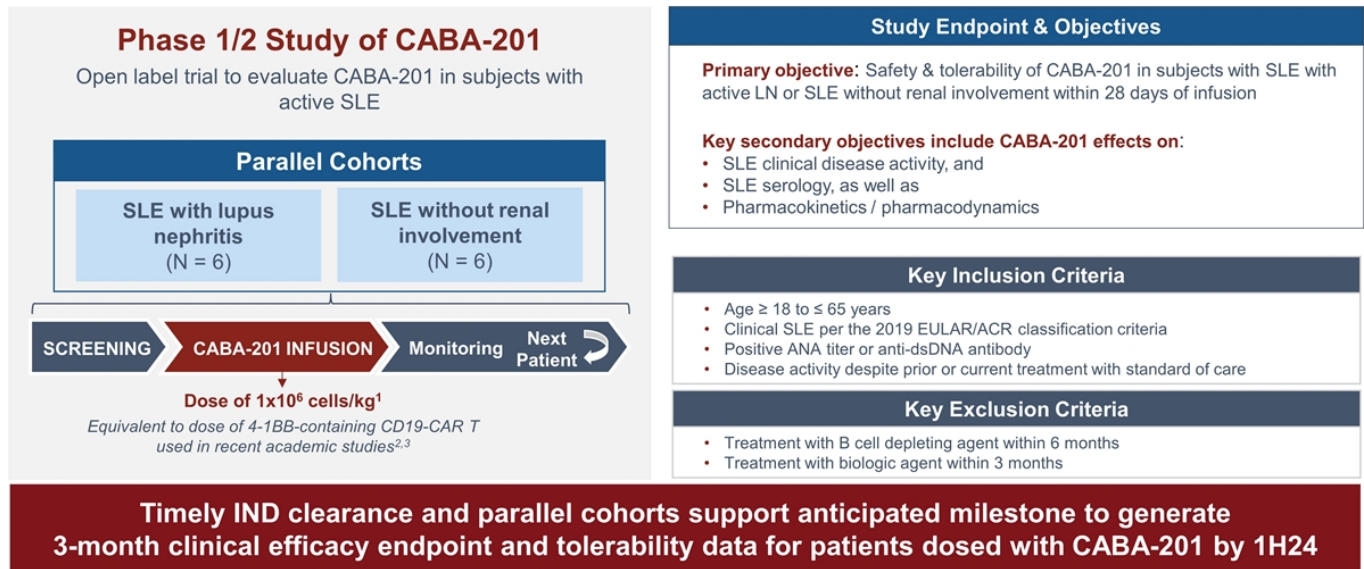 Phase 1/2 Study of CABA-201
Open label trial to evaluate CABA-201 in subjects with
active SLE
Parallel Cohorts
SLE with lupus
nephritis
(N = 6)
SLE without renal
involvement
(N = 6)
SCREENING
CABA-201 INFUSION
Monitoring
Next
Patient
Dose of 1x10⁶ cells/kg¹
Equivalent to dose of 4-1BB-containing CD19-CAR T
used in recent academic studies²,³
Study Endpoint & Objectives
Primary objective: Safety & tolerability of CABA-201 in subjects with SLE with
active LN or SLE without renal involvement within 28 days of infusion
Key secondary objectives include CABA-201 effects on:
• SLE clinical disease activity, and
• SLE serology, as well as
• Pharmacokinetics / pharmacodynamics
Key Inclusion Criteria
• Age ≥ 18 to ≤ 65 years
• Clinical SLE per the 2019 EULAR/ACR classification criteria
• Positive ANA titer or anti-dsDNA antibody
• Disease activity despite prior or current treatment with standard of care
Key Exclusion Criteria
• Treatment with B cell depleting agent within 6 months
• Treatment with biologic agent within 3 months
Timely IND clearance and parallel cohorts support anticipated milestone to generate
3-month clinical efficacy endpoint and tolerability data for patients dosed with CABA-201 by 1H24